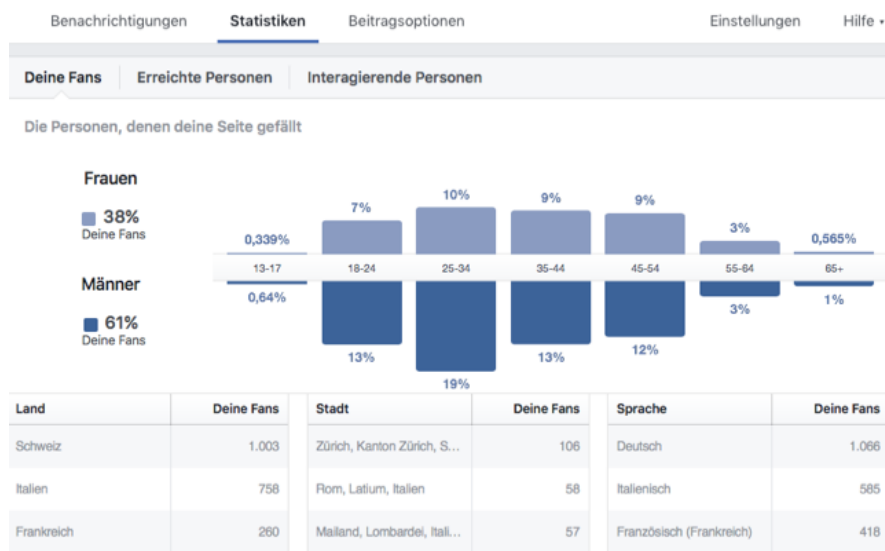 Benachrichtigungen Statistiken Beitragsoptionen Einstellungen Hilfe
Deine Fans Erreichte Personen Interagierende Personen
Die Personen, denen deine Seite gefällt
Frauen
38%
Deine Fans
0,339% 7% 10% 9% 9% 3% 0,565%
13-17 18-24 25-34 35-44 45-54 55-64 65+
Männer
61%
Deine Fans
0,64% 13% 19% 13% 12% 3% 1%
Land Deine Fans Stadt Deine Fans Sprache Deine Fans
Schweiz 1.003 Zürich, Kanton Zürich, S... 106 Deutsch 1.066
Italien 758 Rom, Latium, Italien 58 Italienisch 585
Frankreich 260 Mailand, Lombardei, Itali... 57 Französisch (Frankreich) 418